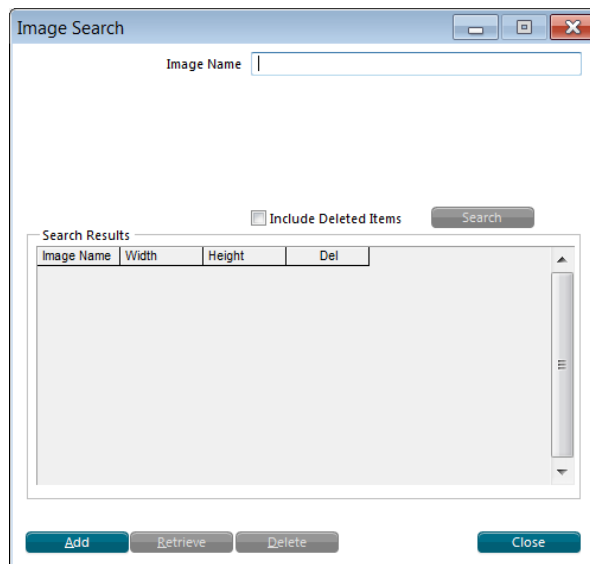 Image Search
Image Name
Include Deleted Items Search
Search Results
Image Name Width Height Del
Add Retrieve Delete Close